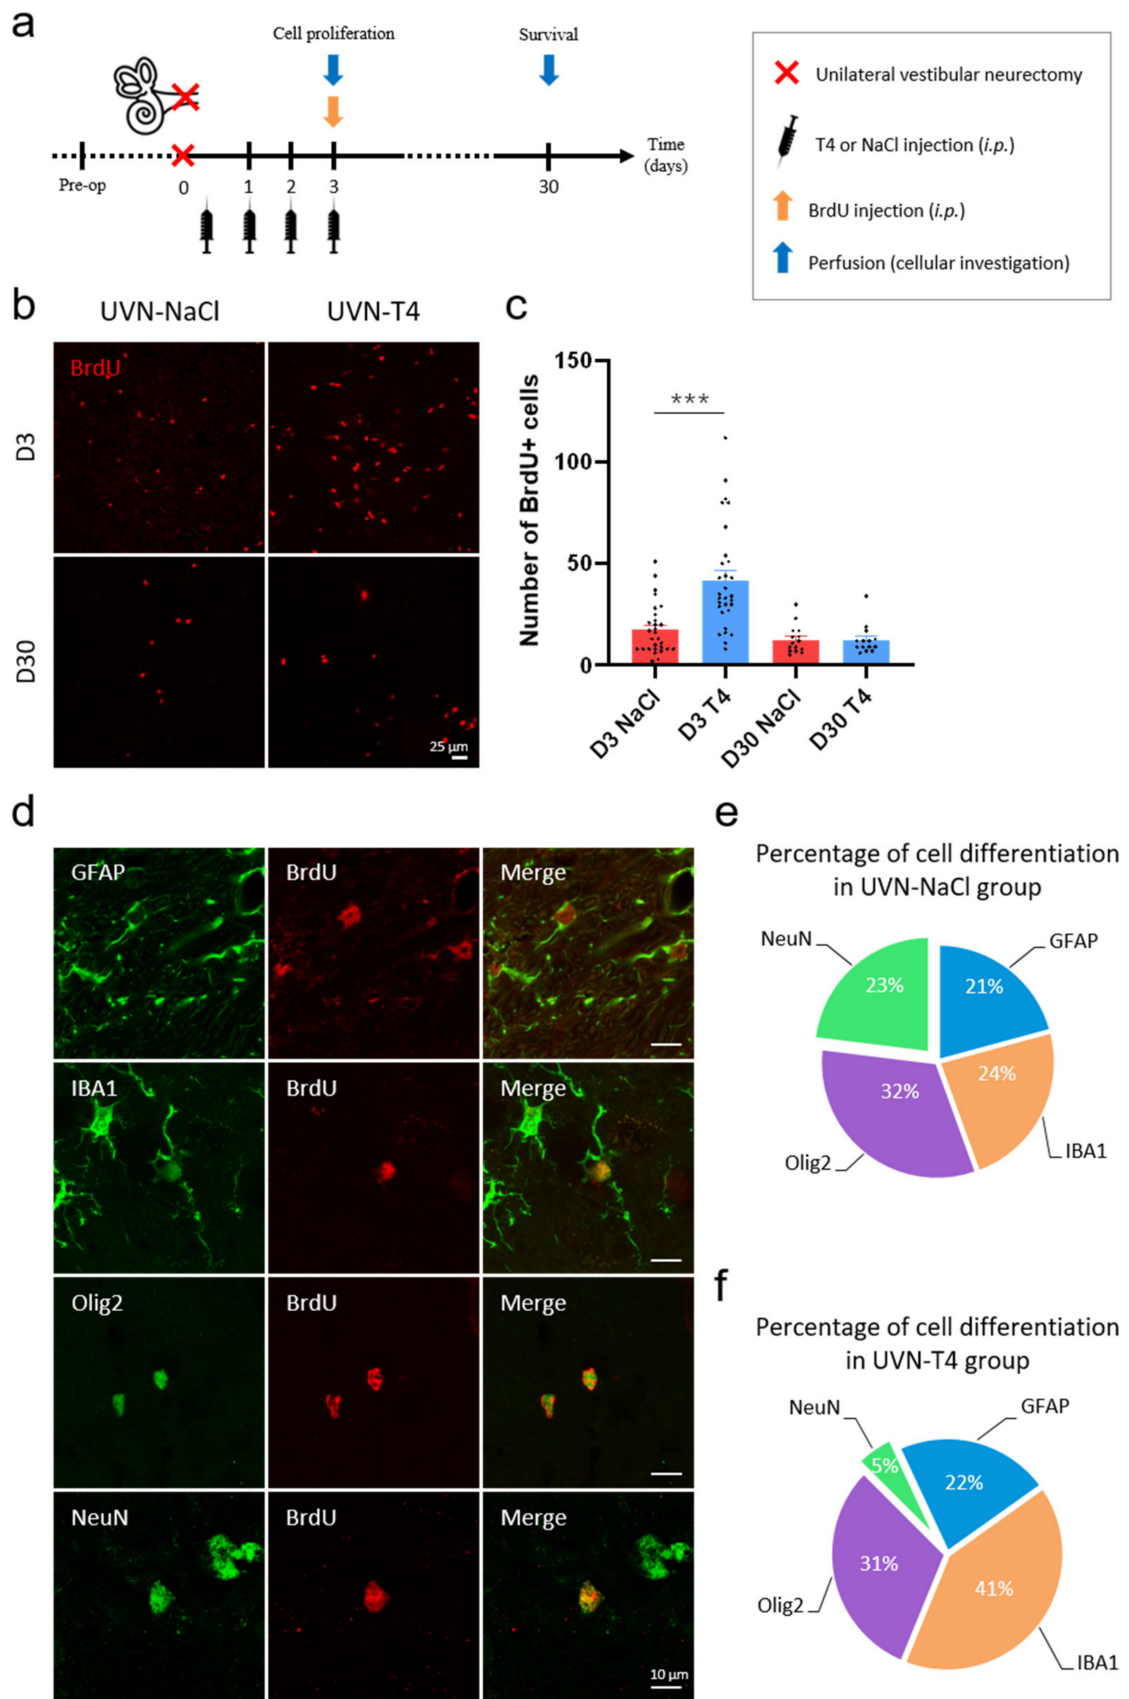 a
Cell proliferation
Survival
Time
(days)
Pre-op
0
1
2
3
30
Unilateral vestibular neurectomy
T4 or NaCl injection (i.p.)
BrdU injection (i.p.)
Perfusion (cellular investigation)
b
UVN-NaCl
UVN-T4
BrdU
D3
D30
25 µm
c
Number of BrdU+ cells
150
100
50
0
***
D3 NaCl
D3 T4
D30 NaCl
D30 T4
d
GFAP
BrdU
Merge
IBA1
BrdU
Merge
Olig2
BrdU
Merge
NeuN
BrdU
Merge
10 µm
e
Percentage of cell differentiation
in UVN-NaCl group
NeuN
GFAP
23%
21%
32%
24%
Olig2
IBA1
f
Percentage of cell differentiation
in UVN-T4 group
NeuN
GFAP
5%
22%
31%
41%
Olig2
IBA1